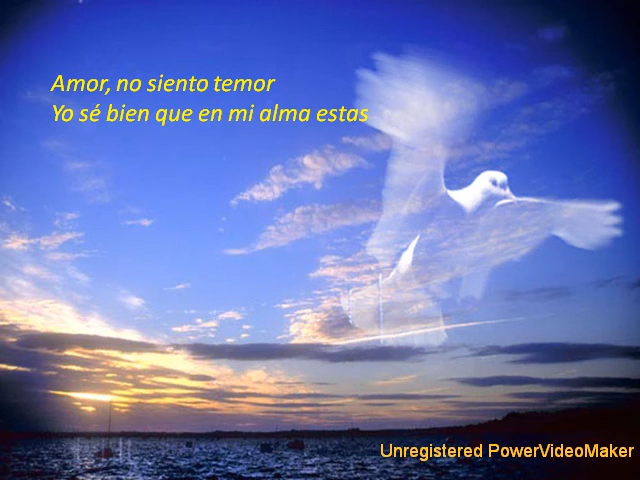 Amor, no siento temor
Yo sé bien que en mi alma estas
Unregistered PowerVideoMaker